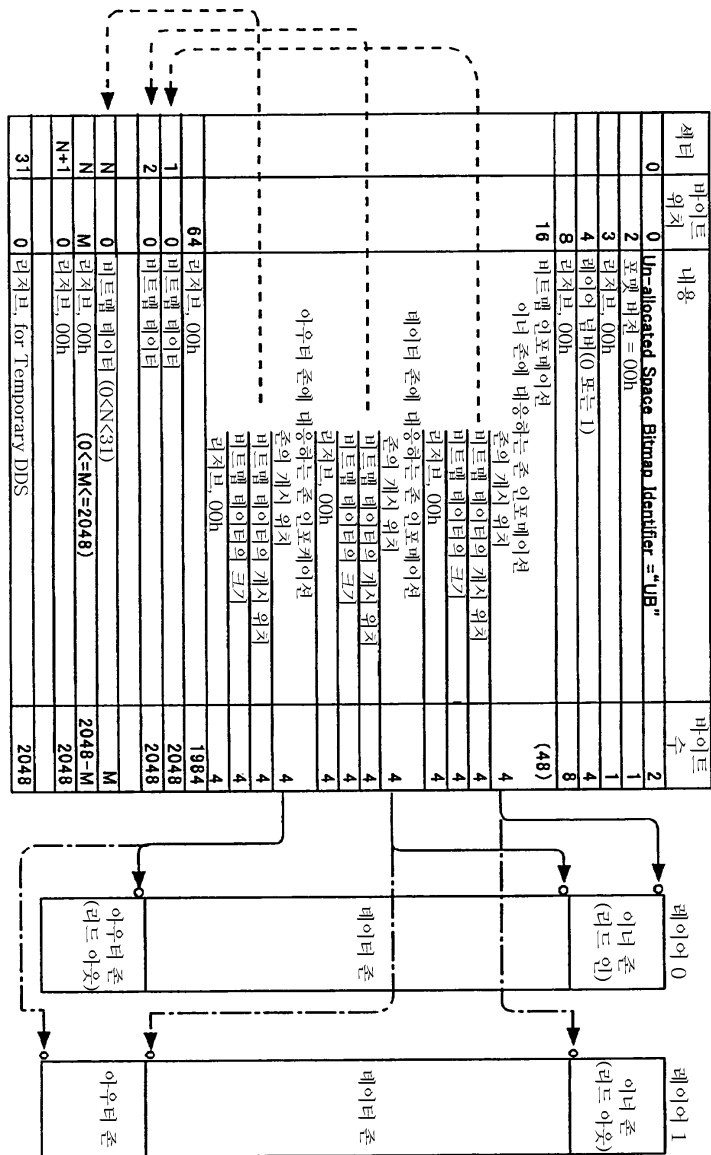 섹터 바이트 위치 내용 바이트 수
0 0 Un-allocated Space Bitmap Identifier ="UB" 2
2 포맷 버전 = 00h 1
3 리저브, 00h 1
4 레이어 넘버(0 또는 1) 4
8 리저브, 00h 8
16 비트맵 인포메이션 (48)
이너 존에 대응하는 존 인포메이션
존의 개시 위치 4
비트맵 데이터의 개시 위치 4
비트맵 데이터의 크기 4
리저브, 00h 4
데이터 존에 대응하는 존 인포메이션
존의 개시 위치 4
비트맵 데이터의 개시 위치 4
비트맵 데이터의 크기 4
리저브, 00h 4
아우터 존에 대응하는 존 인포메이션
존의 개시 위치 4
비트맵 데이터의 개시 위치 4
비트맵 데이터의 크기 4
리저브, 00h 4
64 리저브, 00h 1984
1 0 비트맵 데이터 2048
2 0 비트맵 데이터 2048
N 0 비트맵 데이터 (0<N<31) M
N M 리저브, 00h (0<=M<=2048) 2048-M
N+1 0 리저브, 00h 2048
31 0 리저브, for Temporary DDS 2048
레이어 0
이너 존
(리드 인)
데이터 존
아우터 존
(리드 아웃)
레이어 1
이너 존
(리드 아웃)
데이터 존
아우터 존